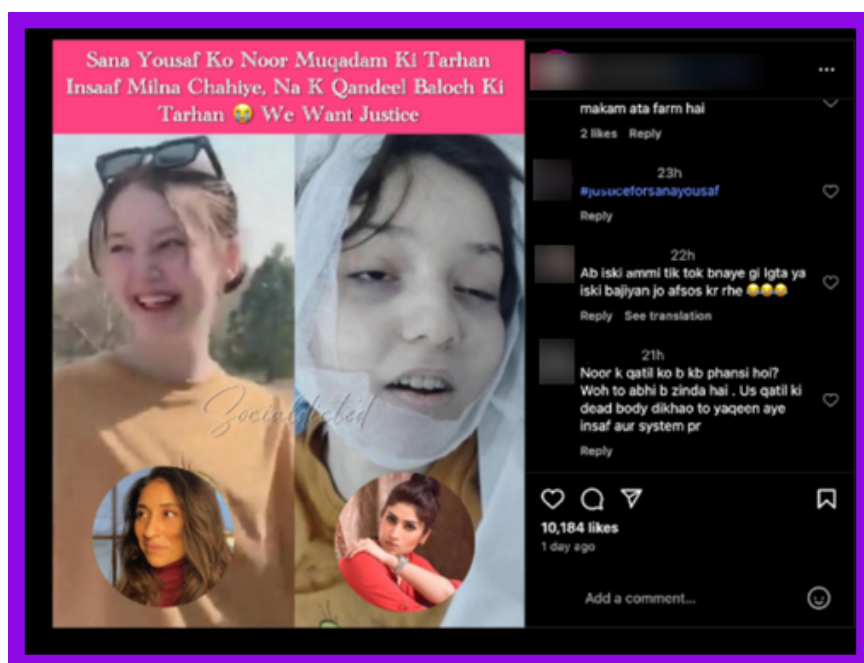 Sana Yousaf Ko Noor Muqadam Ki Tarhan
Insaaf Milna Chahiye, Na K Qandeel Baloch Ki
Tarhan 😭 We Want Justice
Socialdicted
makam ata farm hai
2 likes Reply
23h
#justiceforsanayousaf
Reply
22h
Ab iski ammi tik tok bnaye gi lgta ya
iski bajiyan jo afsos kr rhe 😂😂😂
Reply See translation
21h
Noor k qatil ko b kb phansi hoi?
Woh to abhi b zinda hai . Us qatil ki
dead body dikhao to yaqeen aye
insaf aur system pr
Reply
10,184 likes
1 day ago
Add a comment...